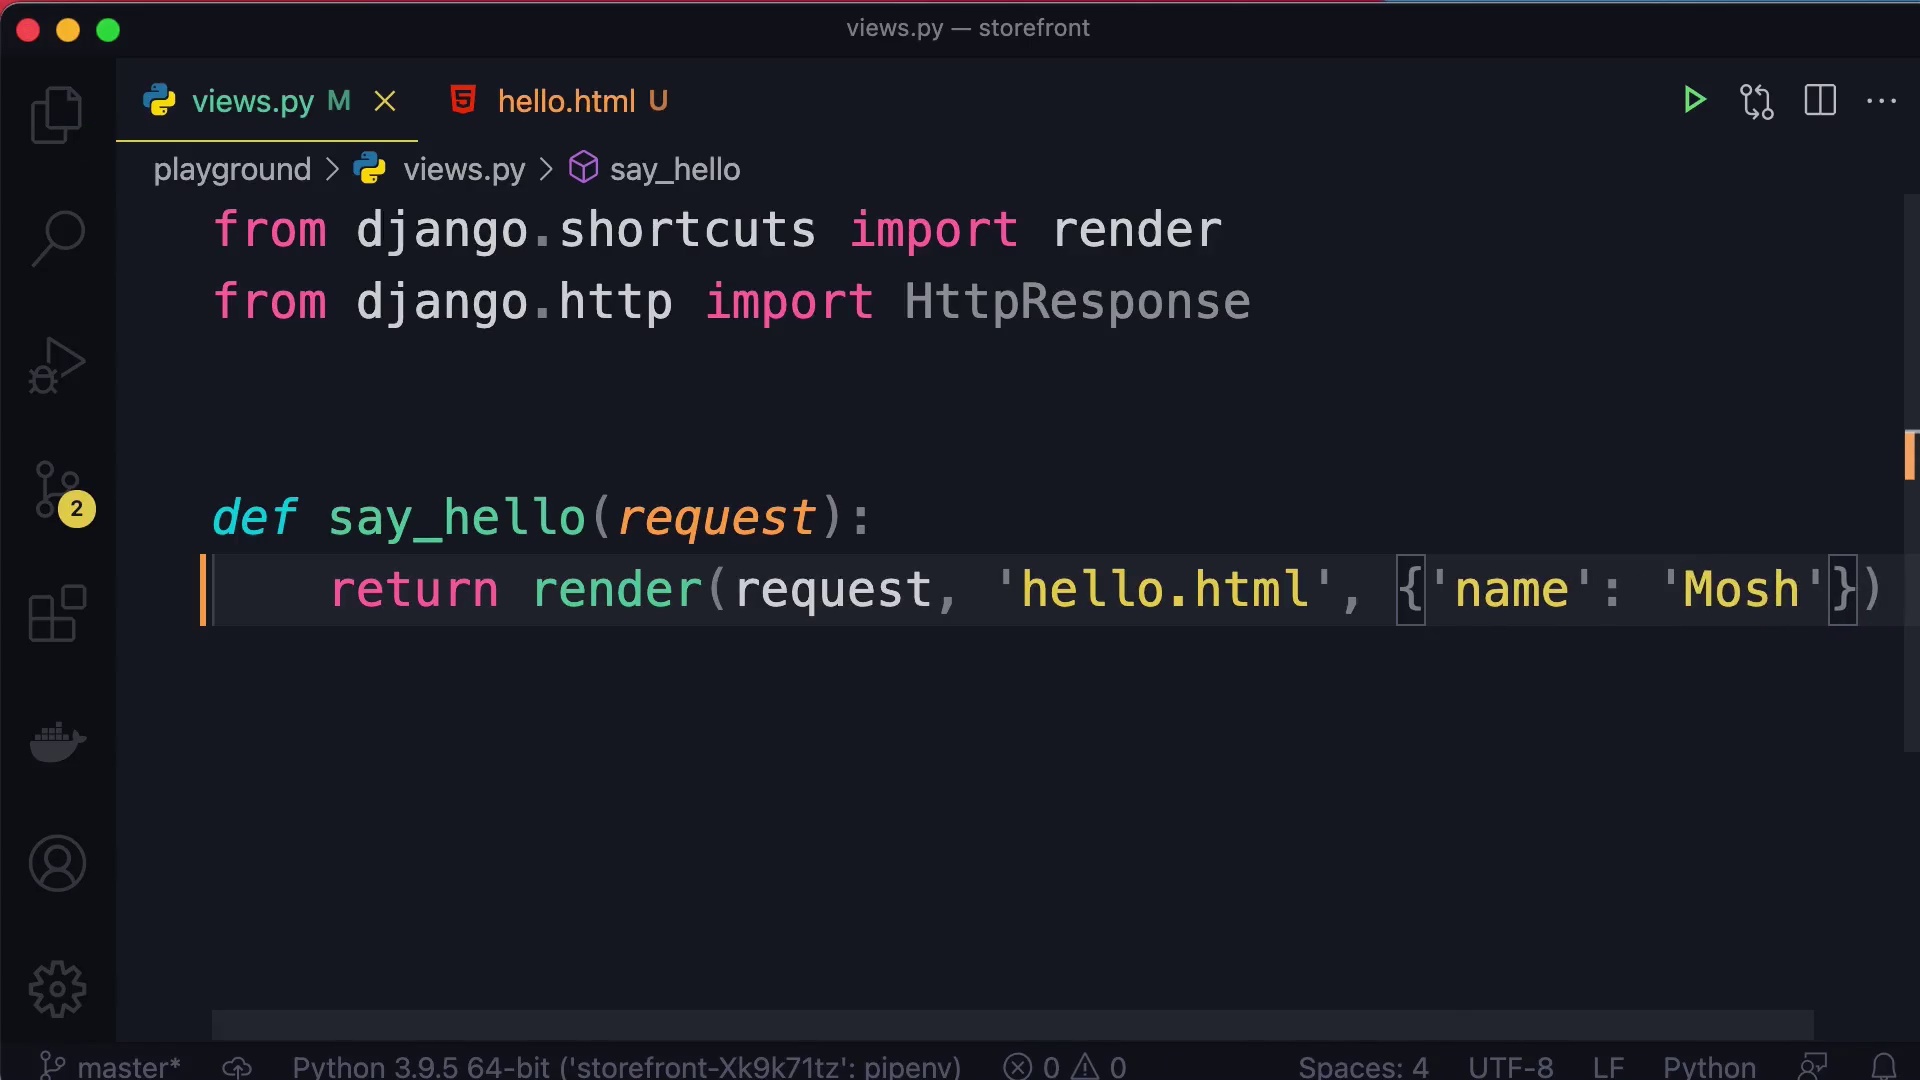 views.py — storefront
views.py M hello.html U
playground > views.py > say_hello
from django.shortcuts import render
from django.http import HttpResponse
def say_hello(request):
return render(request, 'hello.html', {'name': 'Mosh'})
2
master* Python 3.9.5 64-bit ('storefront-Xk9k71tz': pipenv) 0 0 Spaces: 4 UTF-8 LF Python